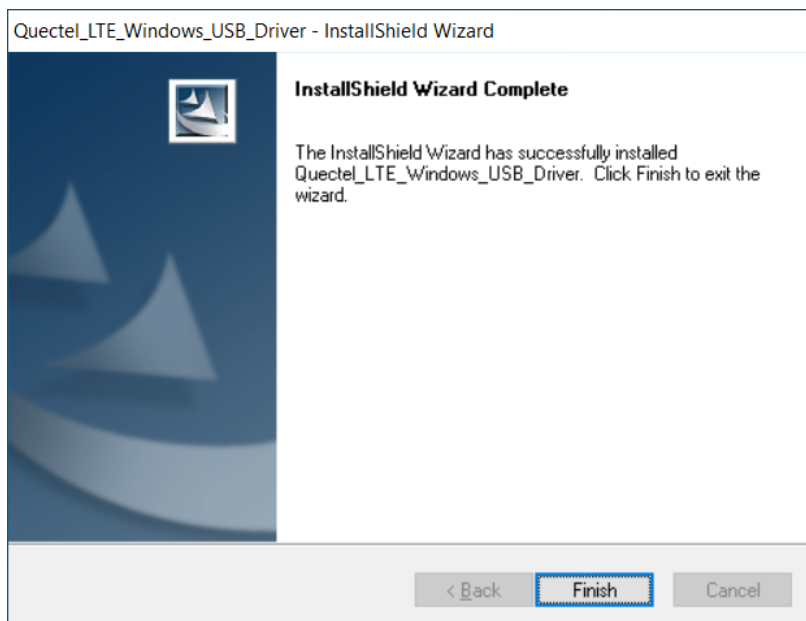 Quectel_LTE_Windows_USB_Driver - InstallShield Wizard
InstallShield Wizard Complete
The InstallShield Wizard has successfully installed
Quectel_LTE_Windows_USB_Driver.  Click Finish to exit the
wizard.
< Back
Finish
Cancel